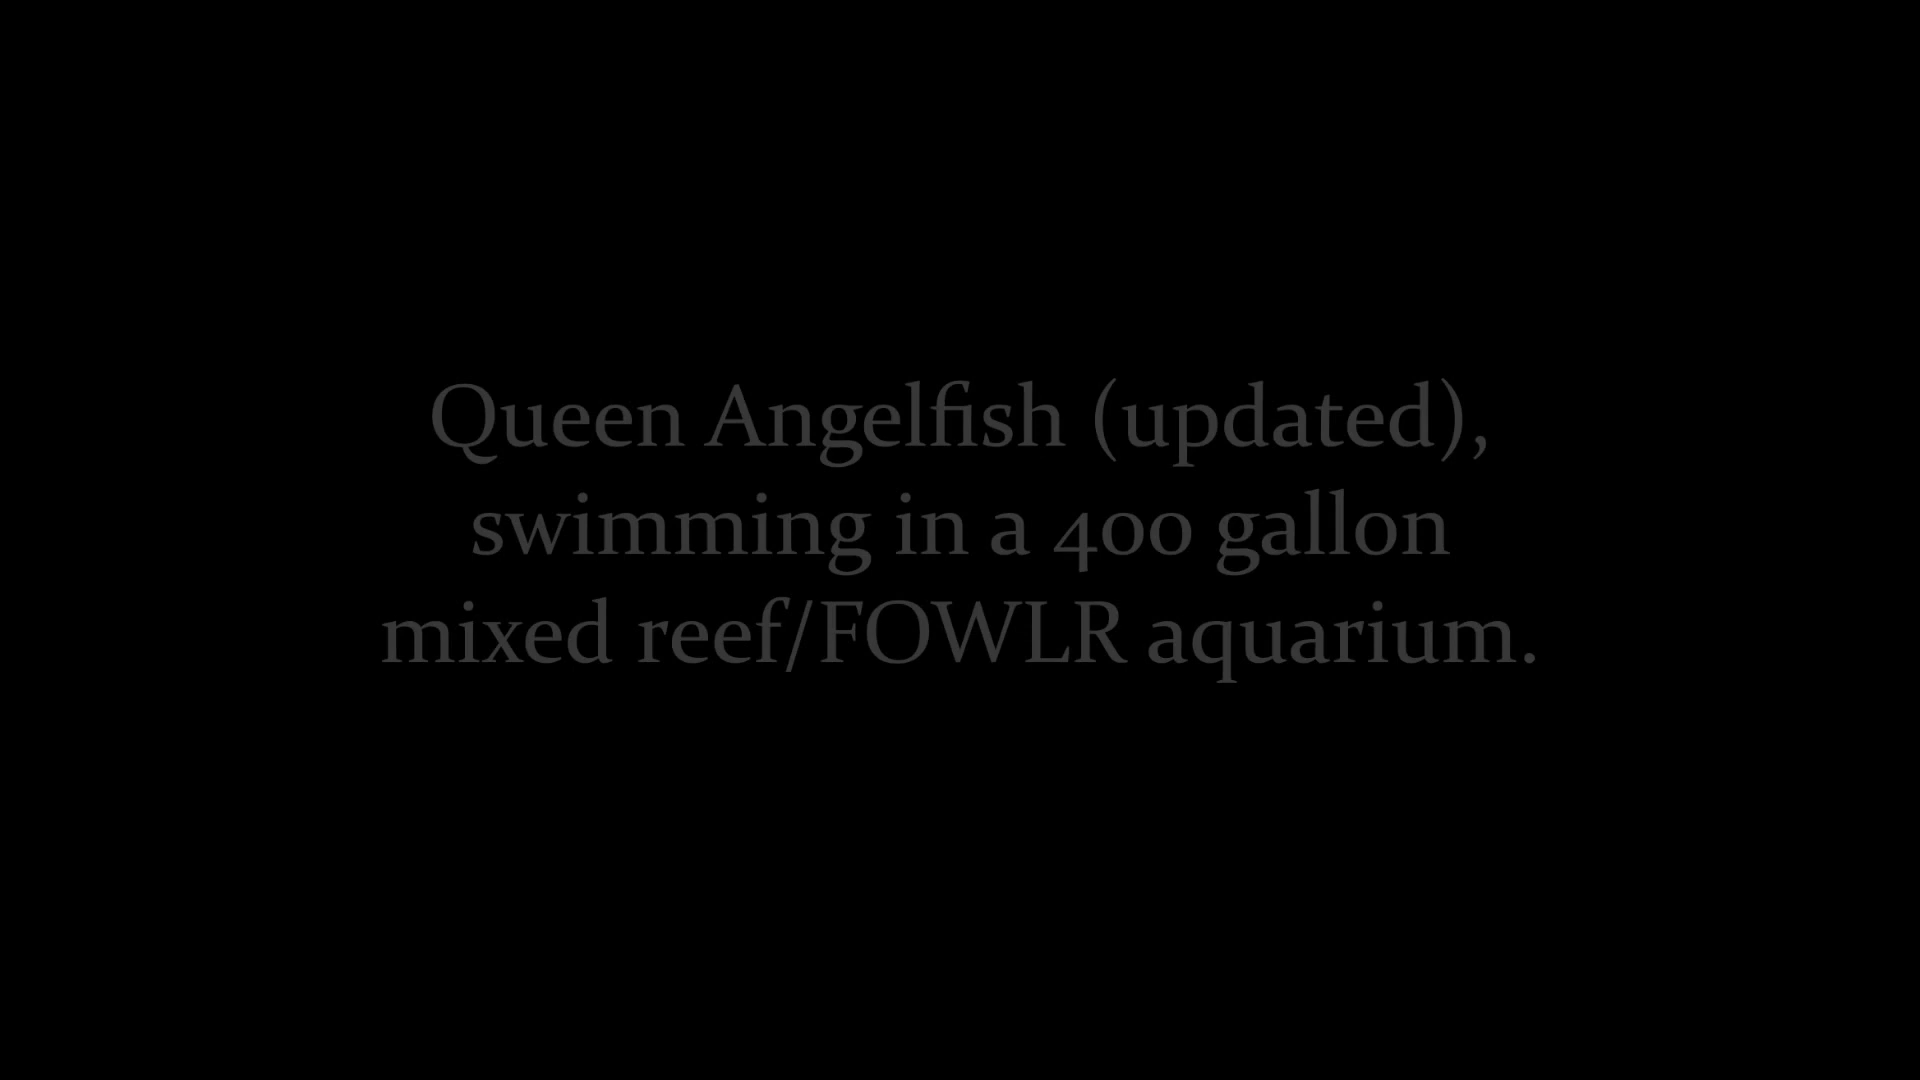 Queen Angelfish (updated),
swimming in a 400 gallon
mixed reef/FOWLR aquarium.